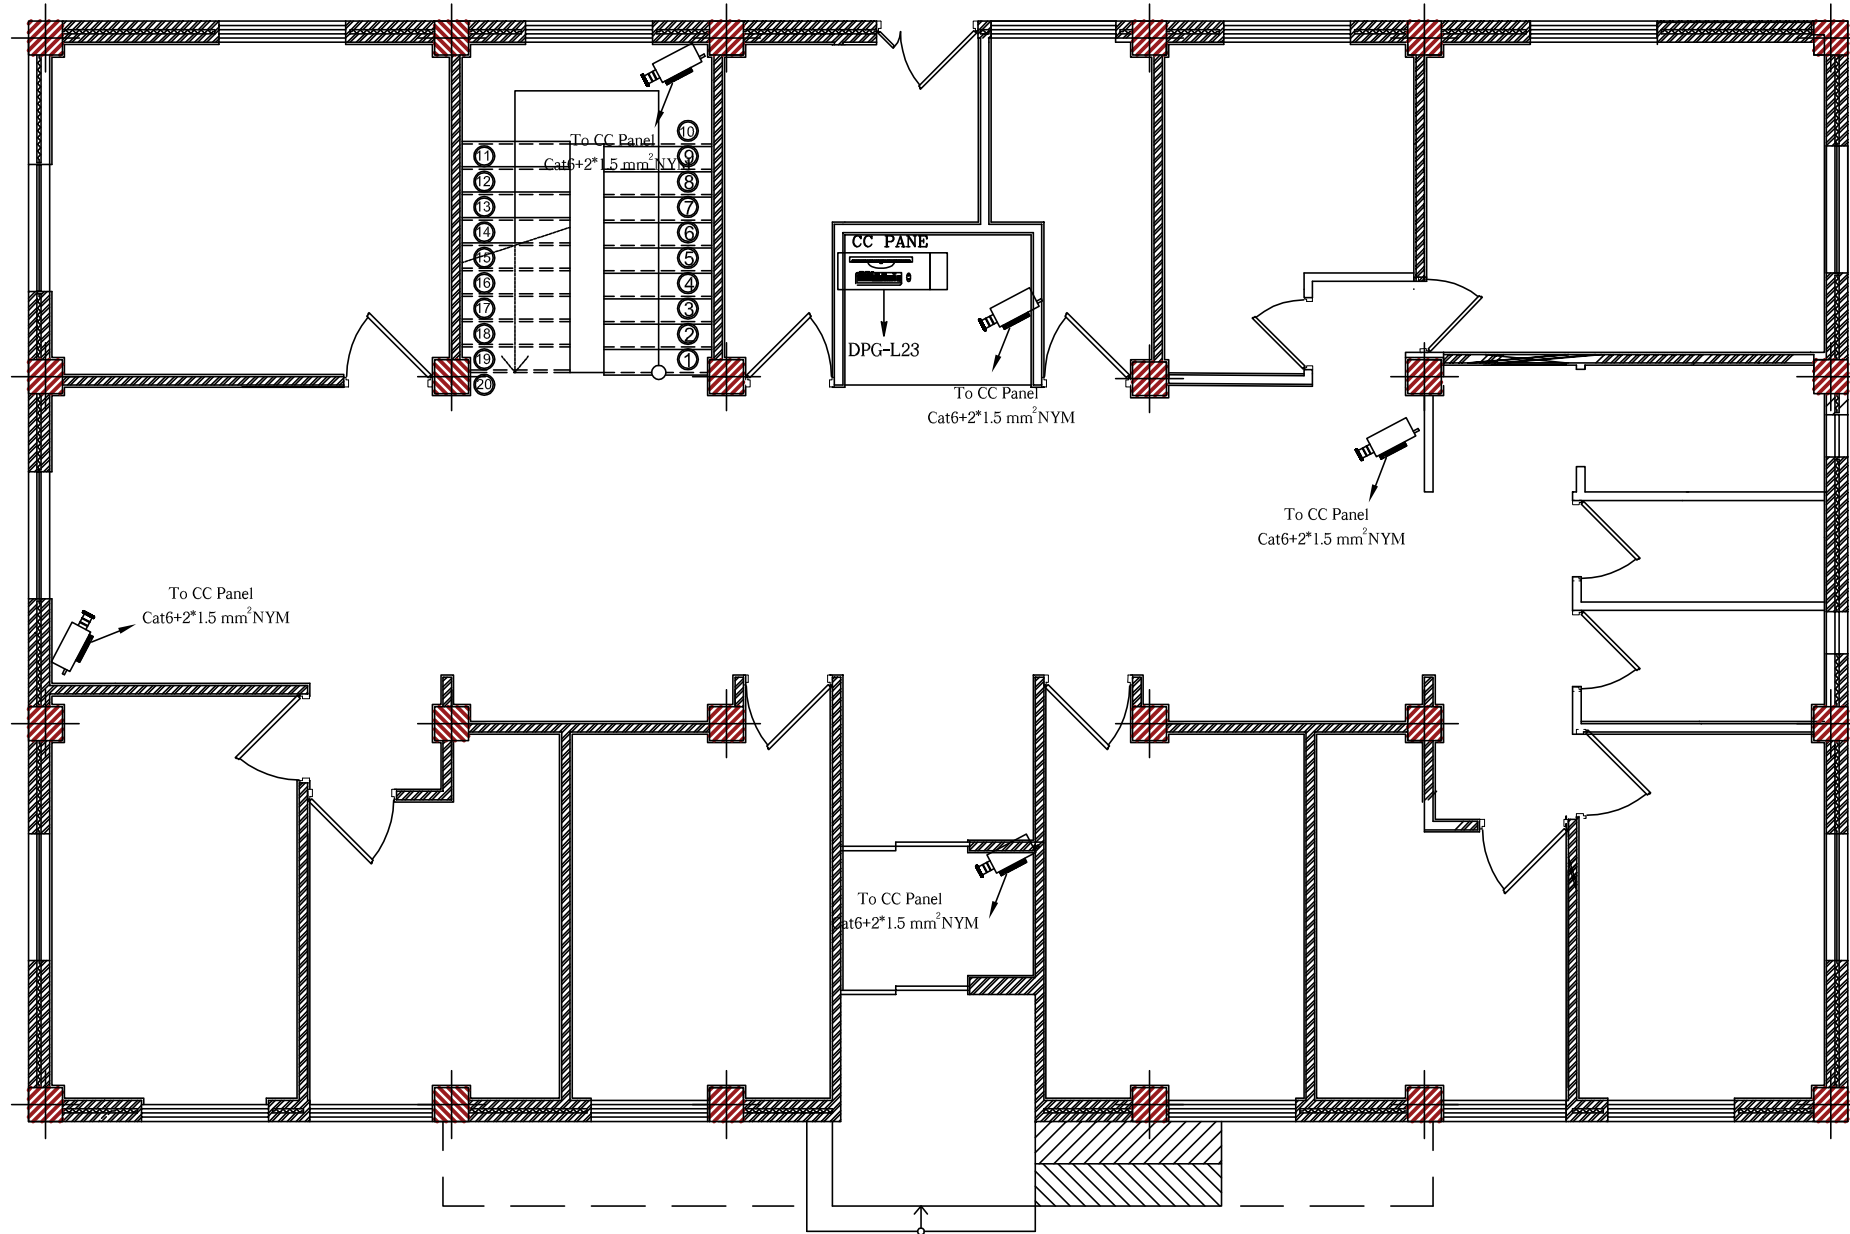 To CC Panel
Cat6+2*1.5 mm²NYM
10
9
8
7
6
5
4
3
2
1
11
12
13
14
15
16
17
18
19
20
CC PANE
DPG-L23
To CC Panel
Cat6+2*1.5 mm²NYM
To CC Panel
Cat6+2*1.5 mm²NYM
To CC Panel
Cat6+2*1.5 mm²NYM
To CC Panel
Cat6+2*1.5 mm²NYM